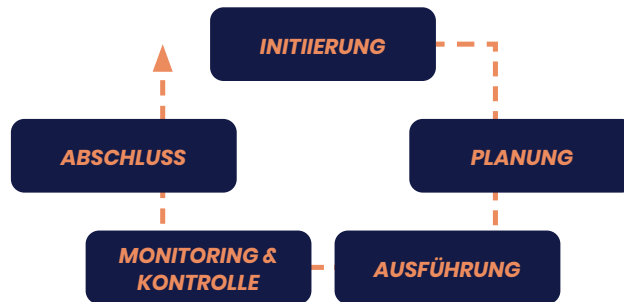 INITIIERUNG
ABSCHLUSS
PLANUNG
MONITORING &
KONTROLLE
AUSFÜHRUNG